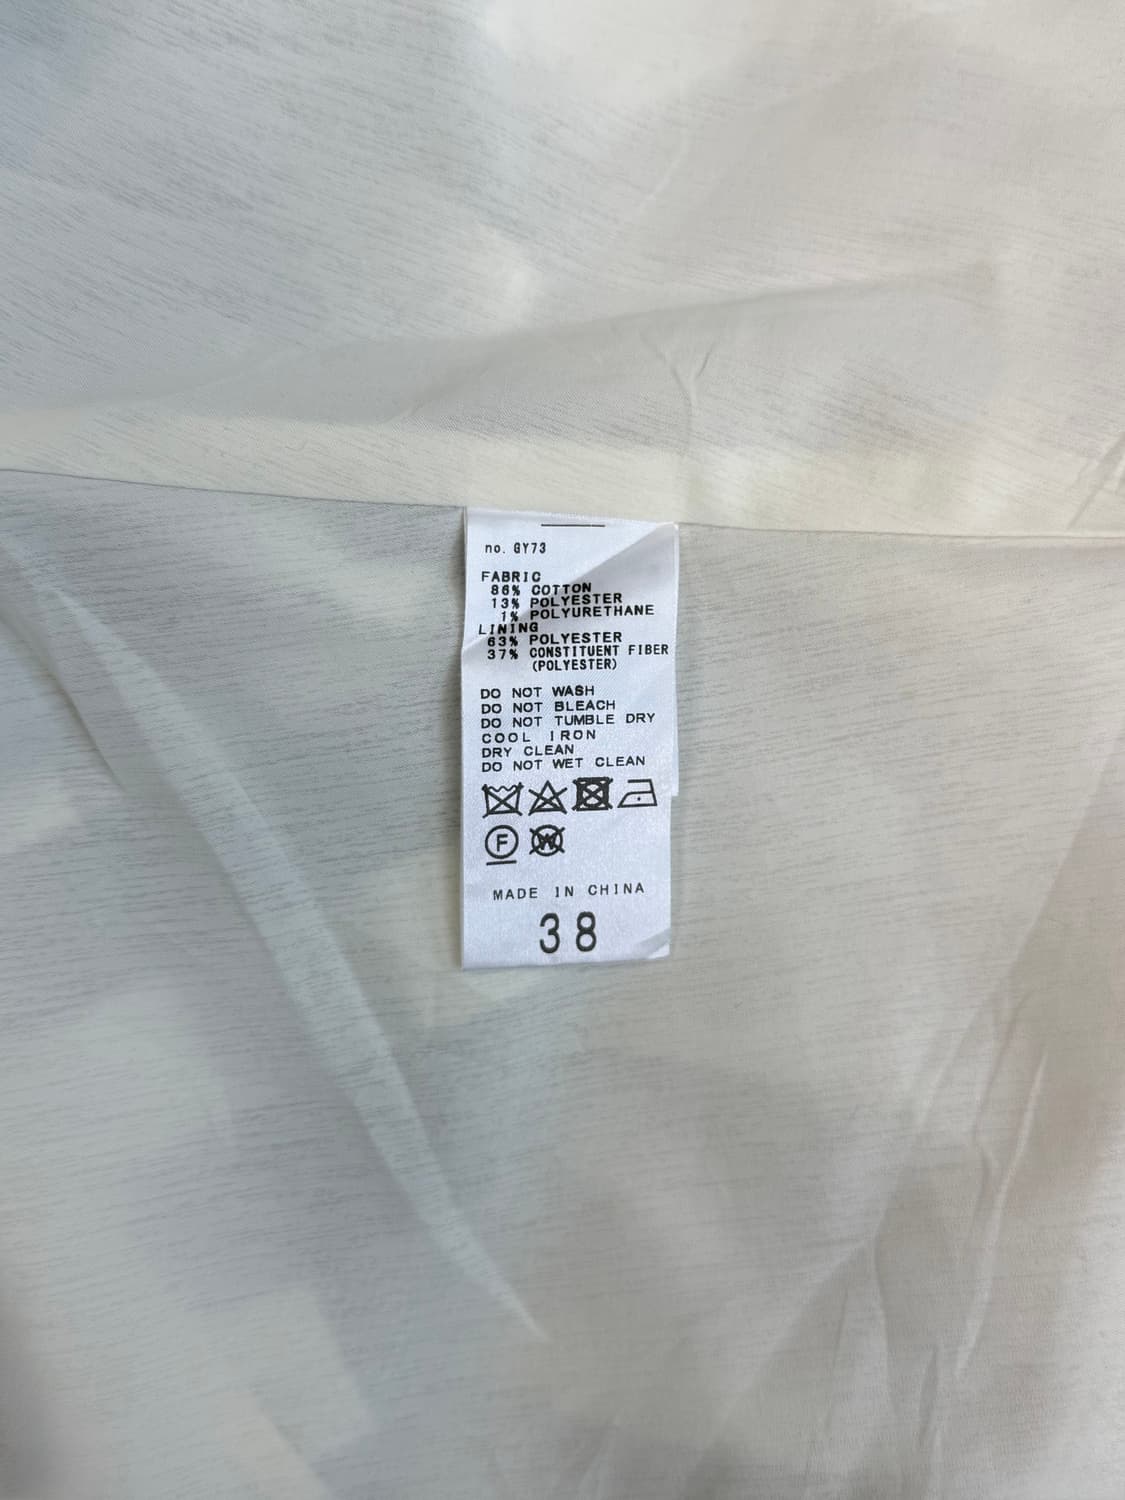 no. GY73
FABRIC
86% COTTON
13% POLYESTER
1% POLYURETHANE
LINING
63% POLYESTER
37% CONSTITUENT FIBER
(POLYESTER)
DO NOT WASH
DO NOT BLEACH
DO NOT TUMBLE DRY
COOL IRON
DRY CLEAN
DO NOT WET CLEAN
F W
MADE IN CHINA
38